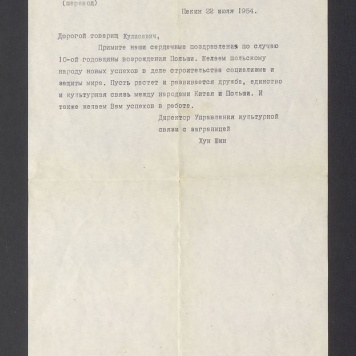 (перевод)
Пекин 22 июля 1954.
Дорогой товарищ
Примите наши сердечные поздравления по случаю
10-ой годовщины возрождения Польши. Желаем польскому
народу новых успехов в деле строительства социализма и
защиты мира. Пусть растет и развивается дружба, единство
и культурная связь между народами Китая и Польши. И
также желаем Вам успехов в работе.
Директор Управления культурной
связи с заграницей
Хун Шин